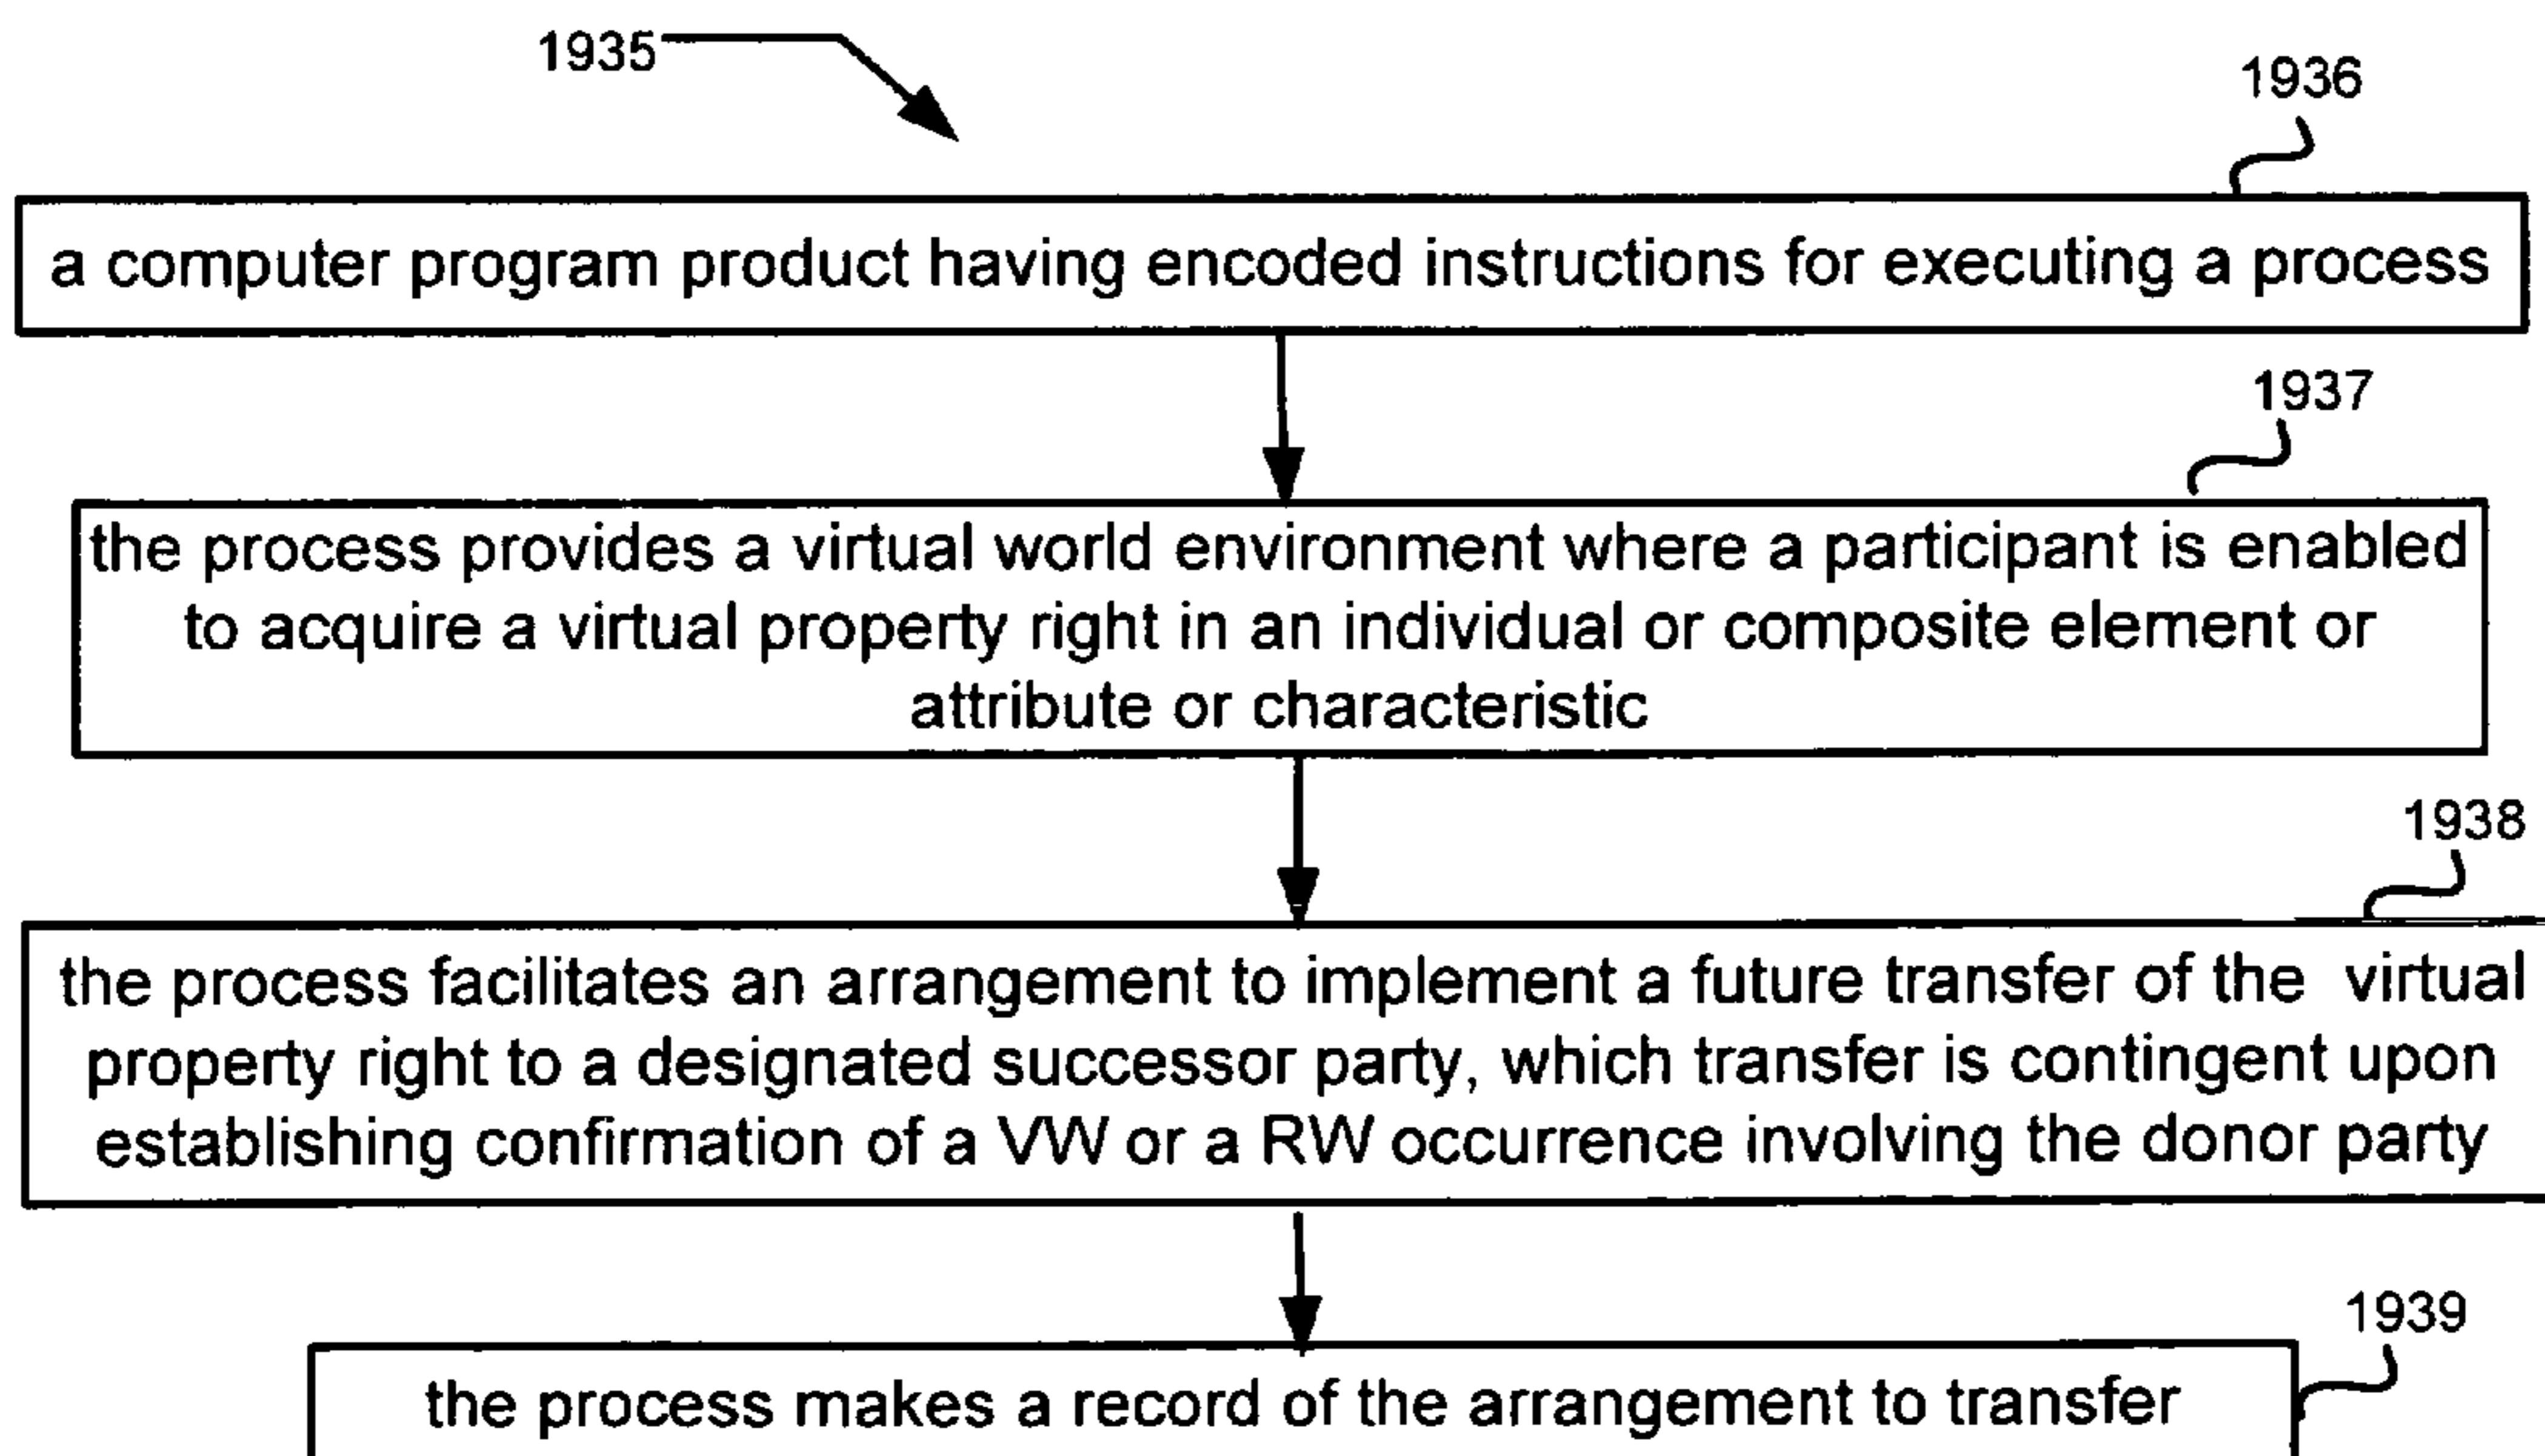 1935
1936
a computer program product having encoded instructions for executing a process
1937
the process provides a virtual world environment where a participant is enabled
to acquire a virtual property right in an individual or composite element or
attribute or characteristic
1938
the process facilitates an arrangement to implement a future transfer of the virtual
property right to a designated successor party, which transfer is contingent upon
establishing confirmation of a VW or a RW occurrence involving the donor party
1939
the process makes a record of the arrangement to transfer